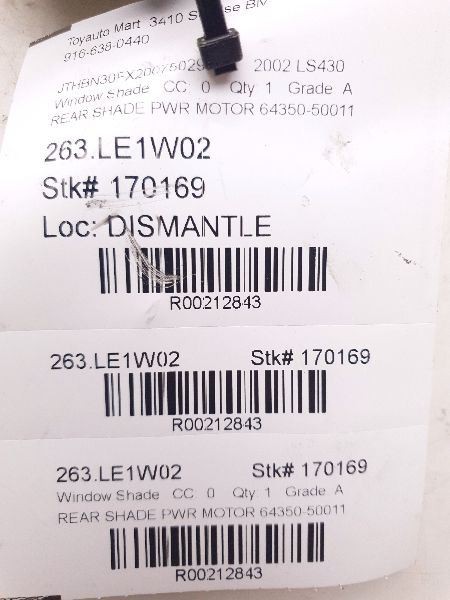 Toyauto Mart 3410
916-638-0440
2002 LS430
Window Shade CC: 0 Qty: 1 Grade A
REAR SHADE PWR MOTOR 64350-50011
263.LE1W02
Stk# 170169
Loc: DISMANTLE
R00212843
263.LE1W02 Stk# 170169
R00212843
263.LE1W02 Stk# 170169
Window Shade CC: 0 Qty: 1 Grade A
REAR SHADE PWR MOTOR 64350-50011
R00212843